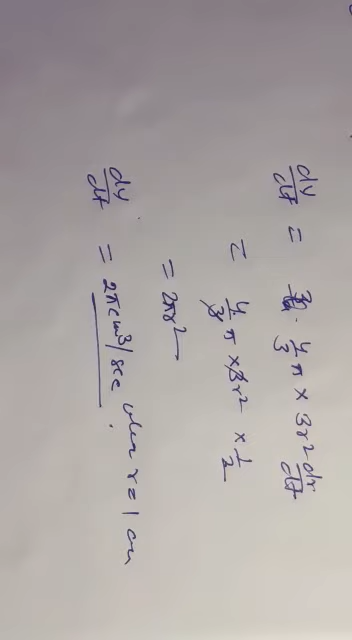 dv/dt = 4/3 π × 3r² dr/dt
= 4/3 π × 3r² × 1/2
= 2πr²
dv/dt = 2π cm³/sec when r = 1 cm